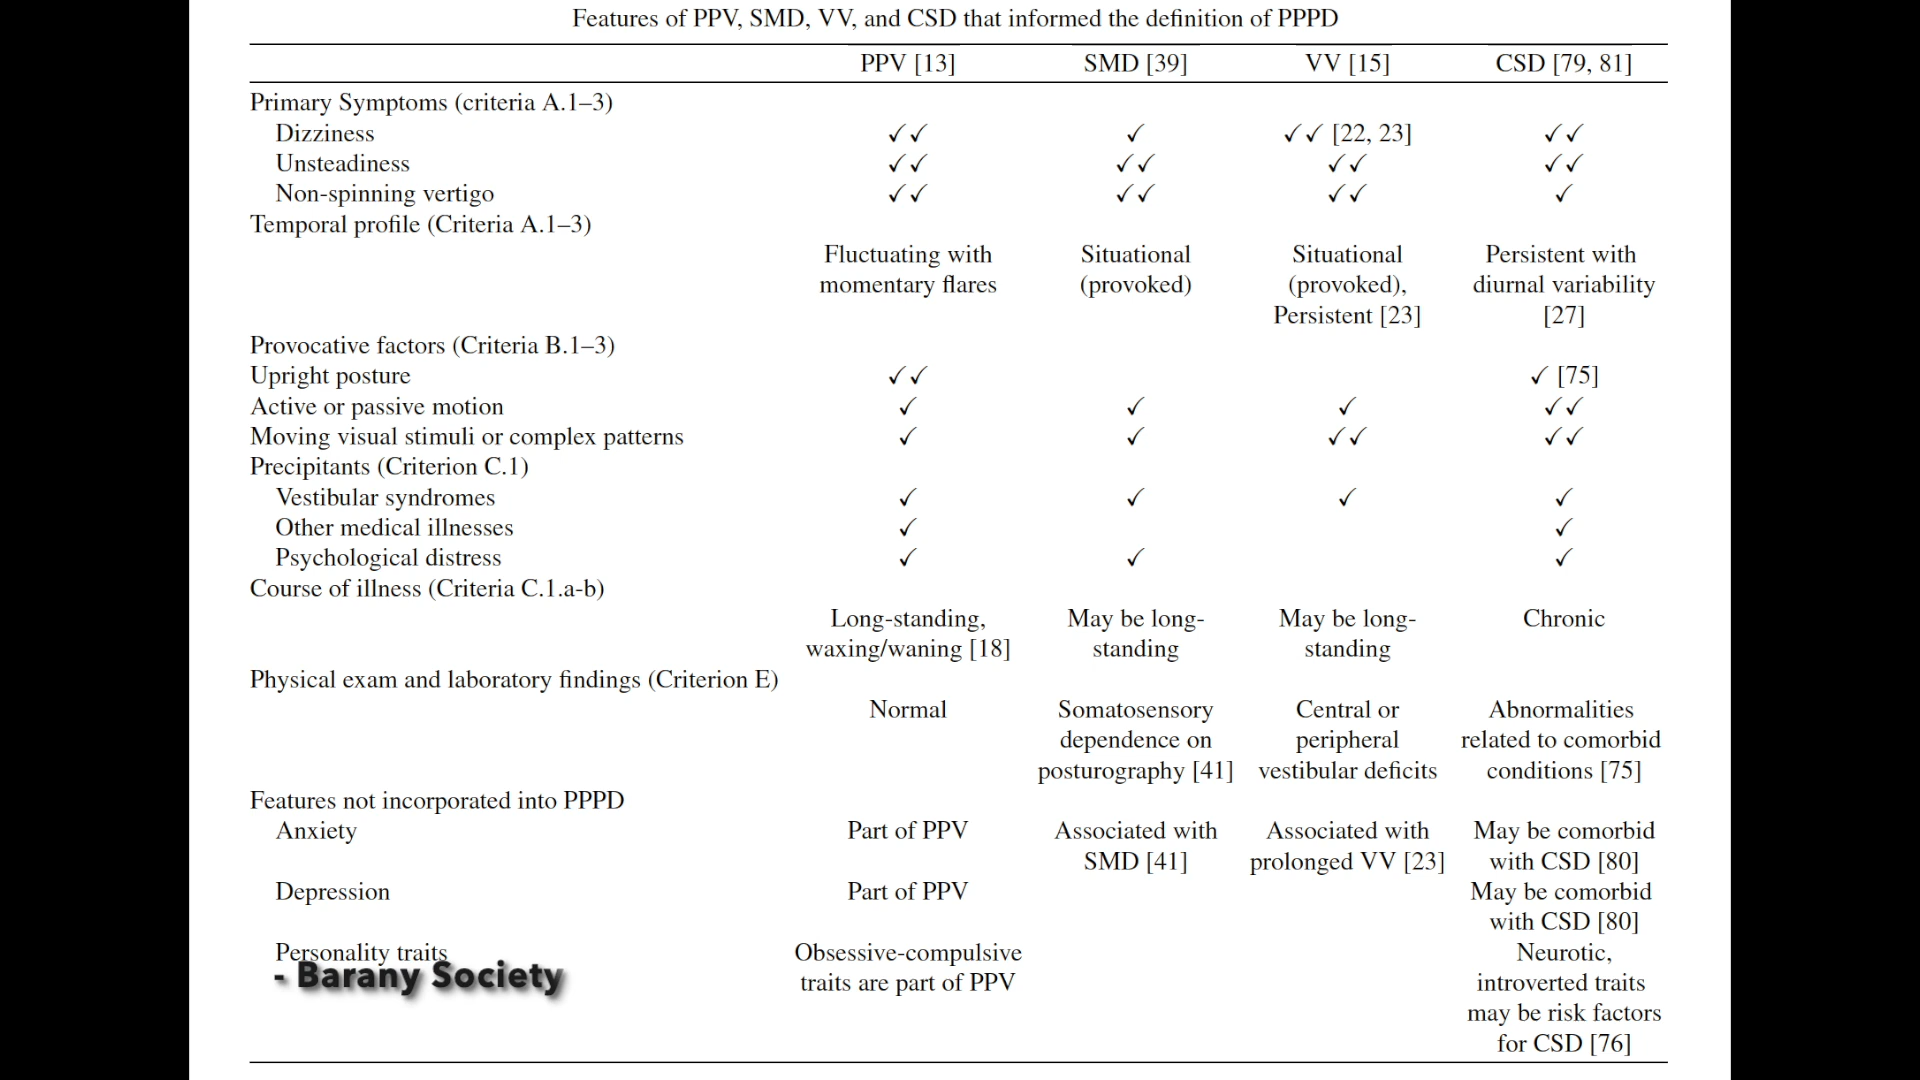 Features of PPV, SMD, VV, and CSD that informed the definition of PPPD
PPV [13] SMD [39] VV [15] CSD [79, 81]
Primary Symptoms (criteria A.1–3)
Dizziness ✓✓ ✓ ✓✓ [22, 23] ✓✓
Unsteadiness ✓✓ ✓✓ ✓✓ ✓✓
Non-spinning vertigo ✓✓ ✓✓ ✓✓ ✓
Temporal profile (Criteria A.1–3)
Fluctuating with Situational Situational Persistent with
momentary flares (provoked) (provoked), diurnal variability
Persistent [23] [27]
Provocative factors (Criteria B.1–3)
Upright posture ✓✓ ✓ [75]
Active or passive motion ✓ ✓ ✓ ✓✓
Moving visual stimuli or complex patterns ✓ ✓ ✓✓ ✓✓
Precipitants (Criterion C.1)
Vestibular syndromes ✓ ✓ ✓ ✓
Other medical illnesses ✓ ✓
Psychological distress ✓ ✓ ✓
Course of illness (Criteria C.1.a-b)
Long-standing, May be long- May be long- Chronic
waxing/waning [18] standing standing
Physical exam and laboratory findings (Criterion E)
Normal Somatosensory Central or Abnormalities
dependence on peripheral related to comorbid
posturography [41] vestibular deficits conditions [75]
Features not incorporated into PPPD
Anxiety Part of PPV Associated with Associated with May be comorbid
SMD [41] prolonged VV [23] with CSD [80]
Depression Part of PPV May be comorbid
with CSD [80]
Personality traits Obsessive-compulsive Neurotic,
- Barany Society traits are part of PPV introverted traits
may be risk factors
for CSD [76]